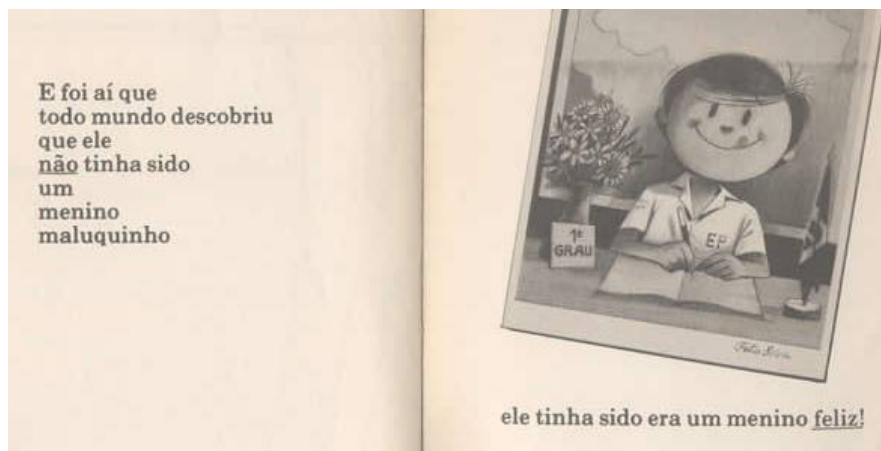 E foi aí que
todo mundo descobriu
que ele
não tinha sido
um
menino
maluquinho
1º
GRAU
EP
ele tinha sido era um menino feliz!